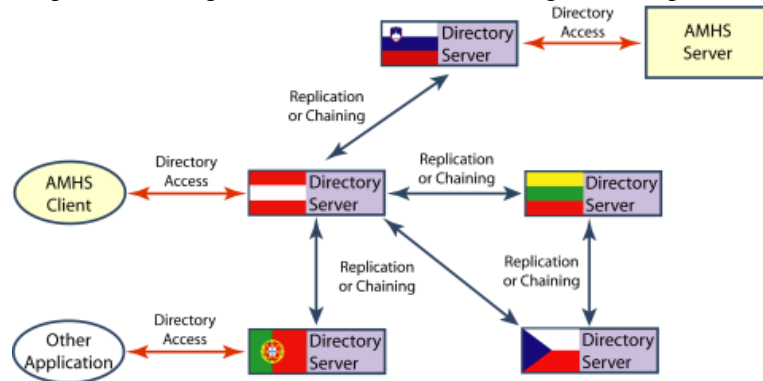 Directory
Access
Directory
Server
AMHS
Server
Replication
or Chaining
Directory
Access
Replication
or Chaining
AMHS
Client
Directory
Server
Directory
Server
Replication
or Chaining
Replication
or Chaining
Directory
Access
Other
Application
Directory
Server
Directory
Server